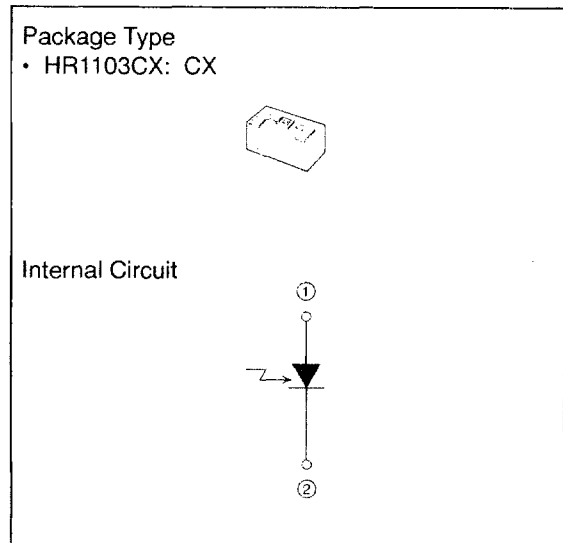 Package Type
• HR1103CX: CX
Internal Circuit
①
②